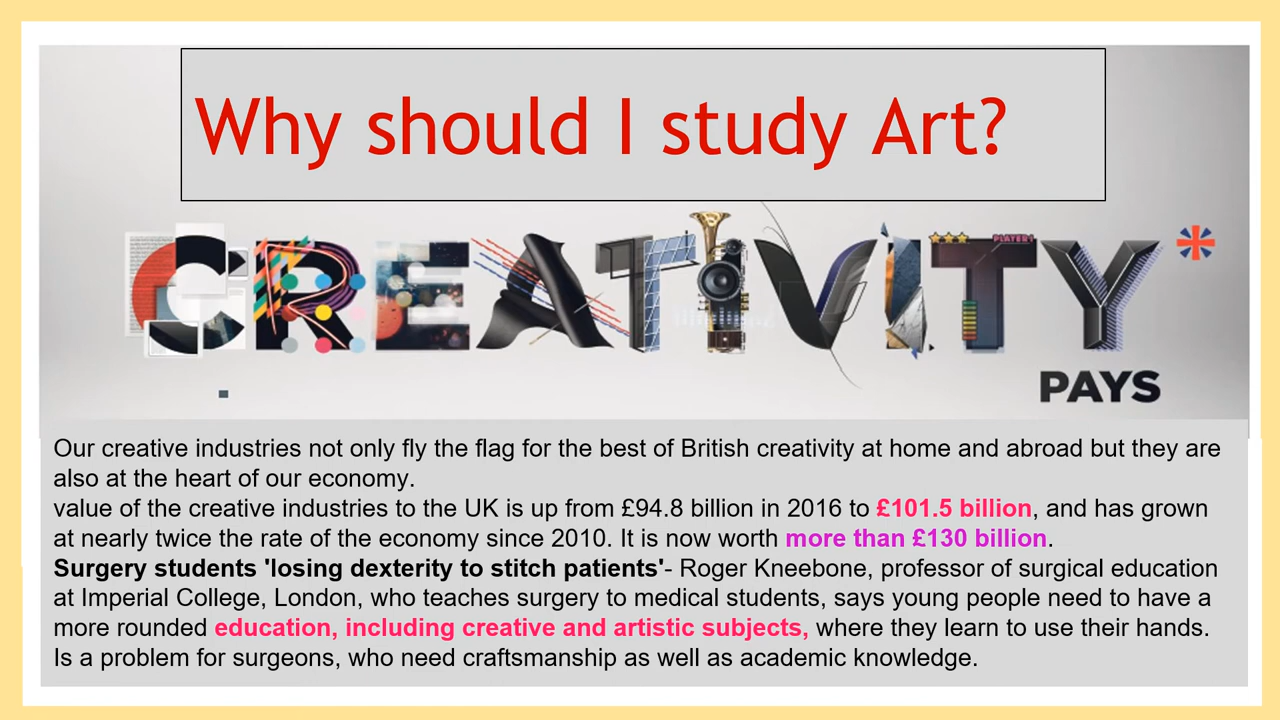 Why should I study Art?
CREATIVITY
PLAYER1
PAYS
Our creative industries not only fly the flag for the best of British creativity at home and abroad but they are
also at the heart of our economy.
value of the creative industries to the UK is up from £94.8 billion in 2016 to £101.5 billion, and has grown
at nearly twice the rate of the economy since 2010. It is now worth more than £130 billion.
Surgery students 'losing dexterity to stitch patients'- Roger Kneebone, professor of surgical education
at Imperial College, London, who teaches surgery to medical students, says young people need to have a
more rounded education, including creative and artistic subjects, where they learn to use their hands.
Is a problem for surgeons, who need craftsmanship as well as academic knowledge.